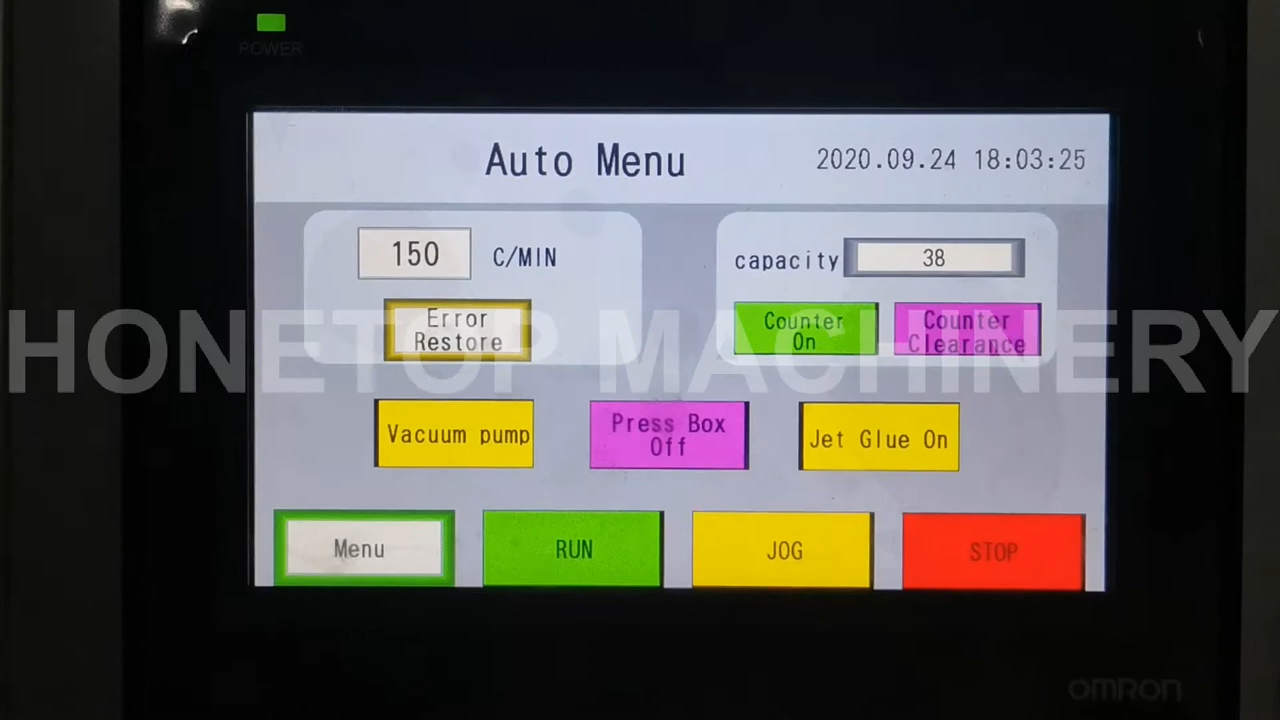 POWER
Auto Menu
2020.09.24 18:03:25
150 C/MIN
capacity 38
Error
Restore
Counter
On
Counter
Clearance
HONETOP MACHINERY
Vacuum pump
Press Box
Off
Jet Glue On
Menu
RUN
JOG
STOP
OMRON